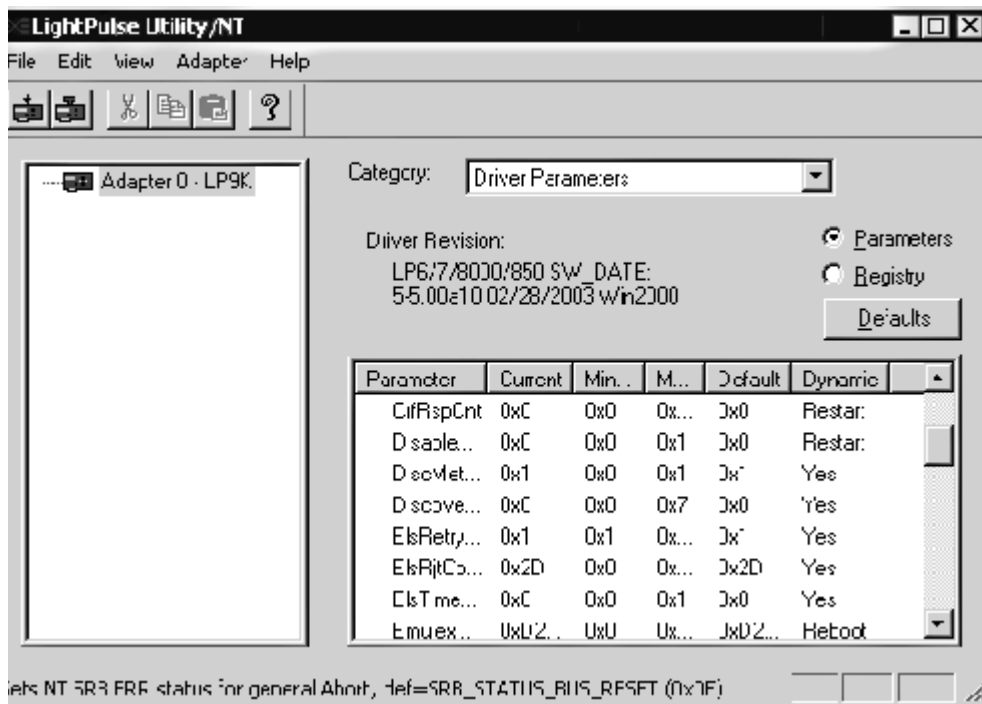 LightPulse Utility/NT
File Edit View Adapter Help
Adapter 0 - LP9K
Category: Driver Parameters
Driver Revision:
LP6/7/8000/850 SW_DATE:
5-5.00a10 02/28/2003 Win2000
Parameters
Registry
Defaults
Parameter Current Min... M... Default Dynamic
CrfRspCnt 0x0 0x0 0x... 0x0 Restart
Disable... 0x0 0x0 0x1 0x0 Restart
DiscMet... 0x1 0x0 0x1 0x1 Yes
Discove... 0x0 0x0 0x7 0x0 Yes
ElsRetry... 0x1 0x1 0x... 0x1 Yes
ElsRjtCo... 0x2D 0x0 0x... 0x2D Yes
ElsTime... 0x0 0x0 0x1 0x0 Yes
Emulex... 0xD2... 0x0 0x... 0xD2... Reboot
Sets NT SRB ERR status for general Abort, def=SRB_STATUS_BUS_RESET (0x0E)